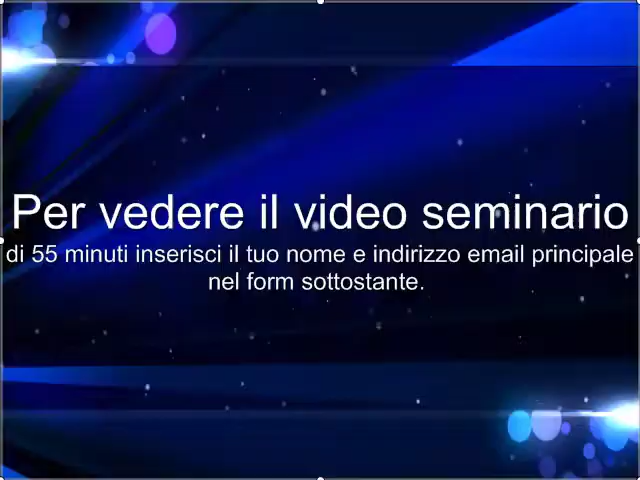 Per vedere il video seminario
di 55 minuti inserisci il tuo nome e indirizzo email principale
nel form sottostante.